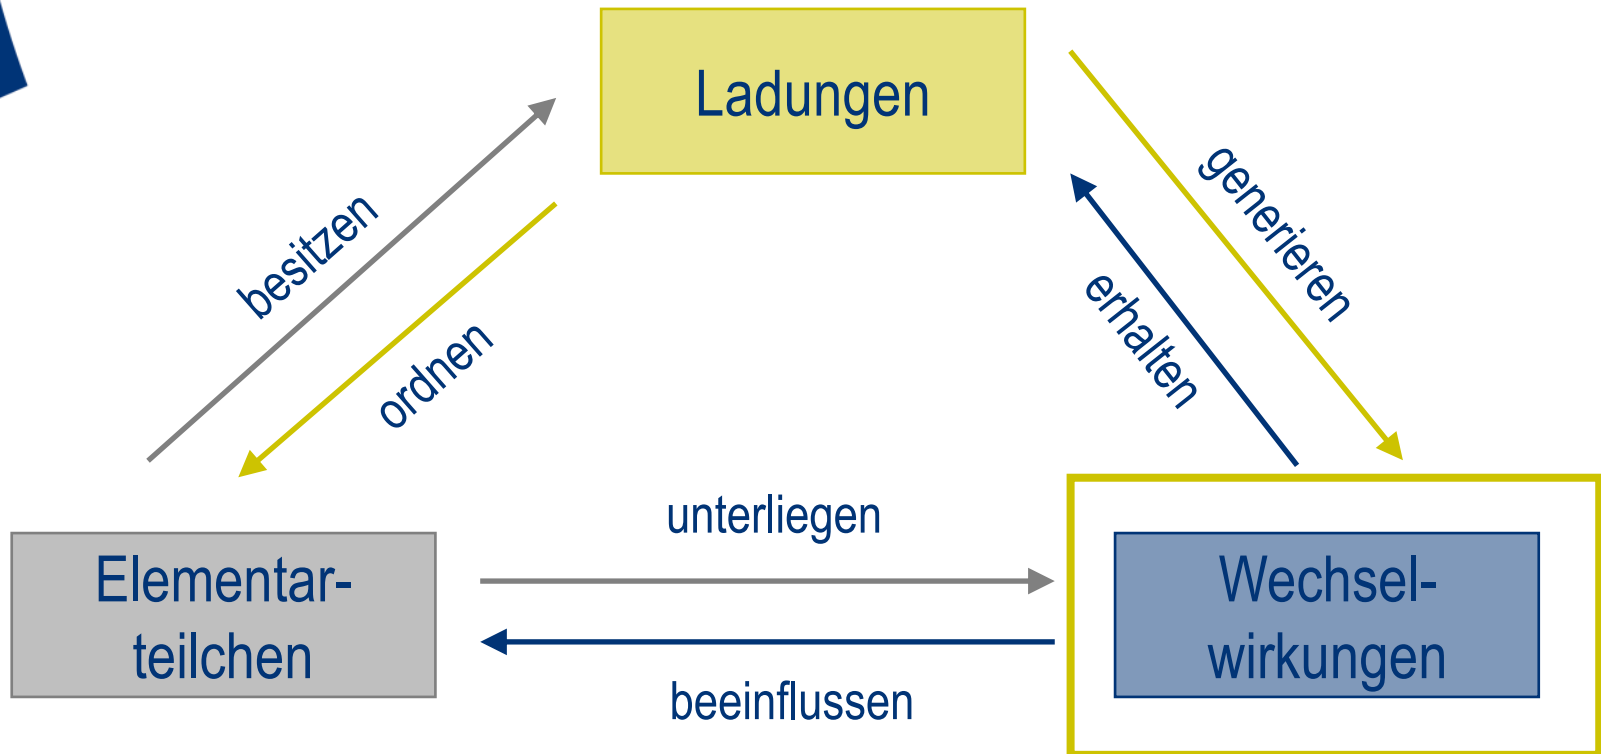 Ladungen
besitzen
ordnen
generieren
erhalten
unterliegen
Elementar-
teilchen
Wechsel-
wirkungen
beeinflussen